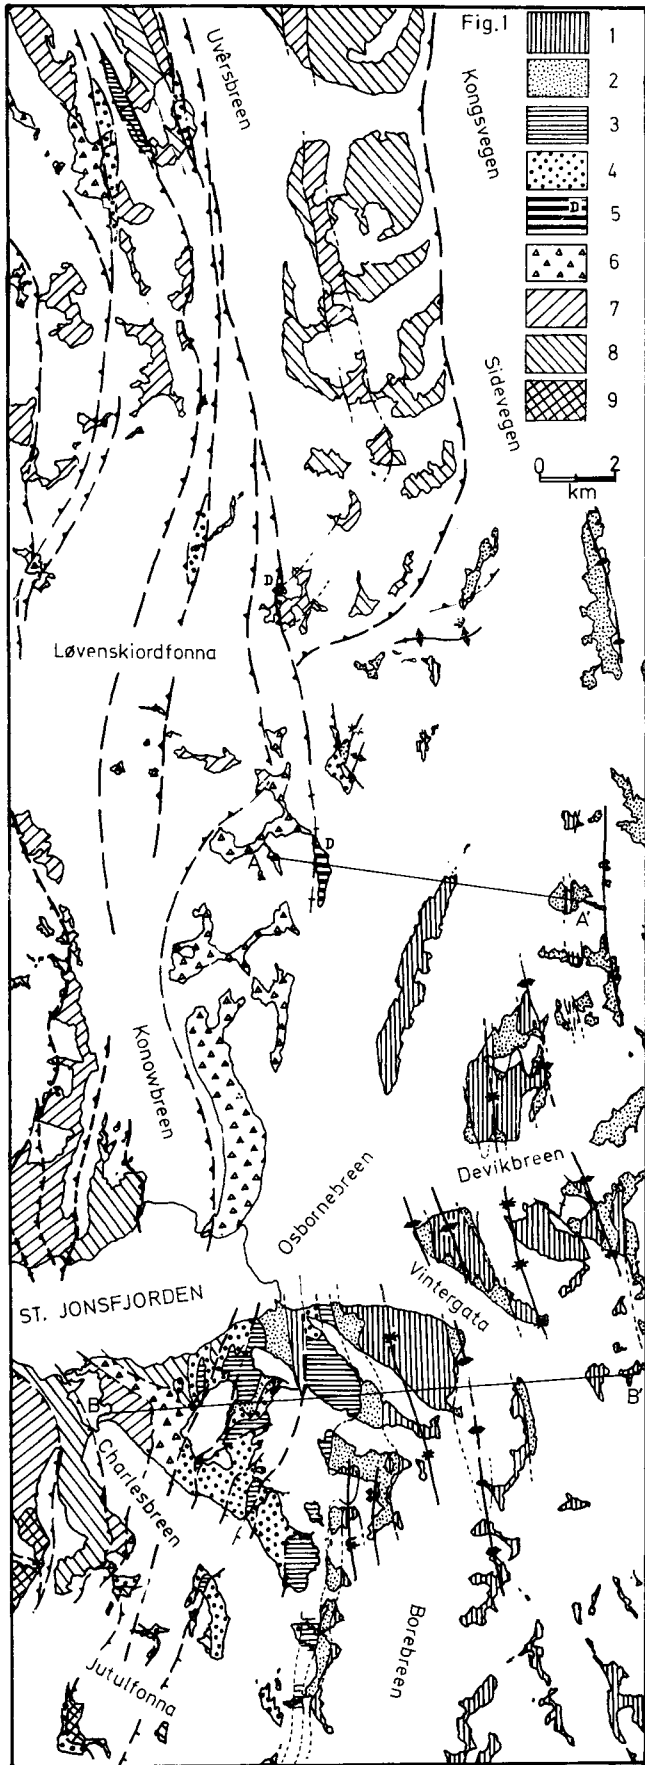 Fig.1
1
2
3
4
D
5
6
7
8
9
0 2
km
Uvêrsbreen
Kongsvegen
Sidevegen
D
Løvenskiordfonna
D
A
A'
Konowbreen
Osbornebreen
Devikbreen
Vintergata
ST. JONSFJORDEN
B
B'
Charlesbreen
Borebreen
Jutulfonna